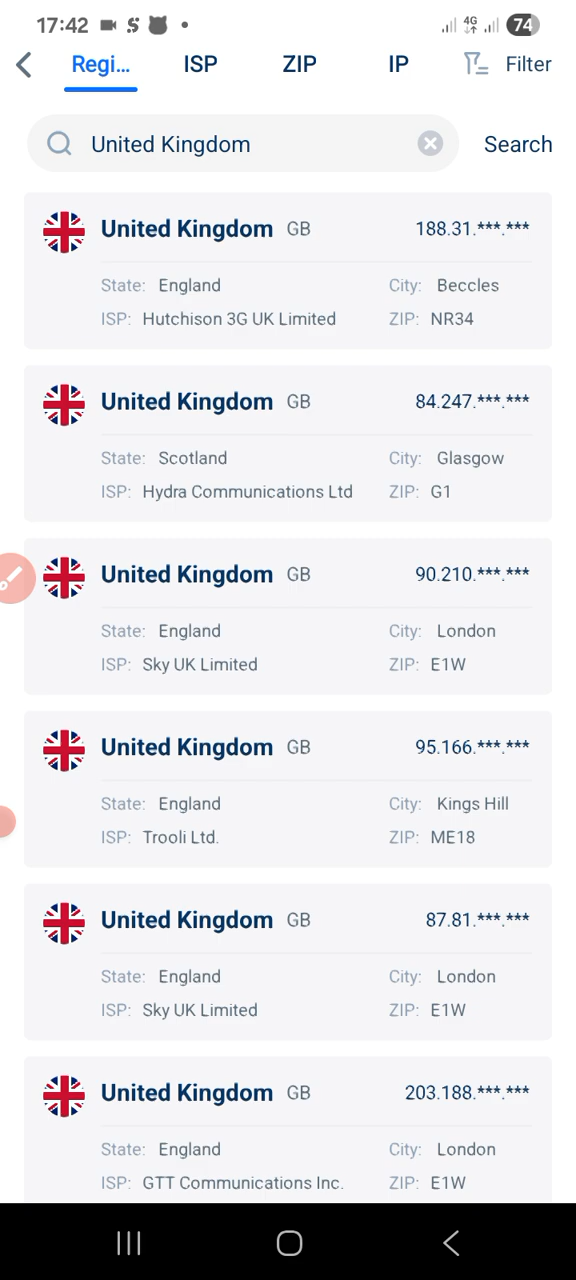 17:42 4G 74
Regi... ISP ZIP IP Filter
United Kingdom Search
United Kingdom GB 188.31.***.***
State: England City: Beccles
ISP: Hutchison 3G UK Limited ZIP: NR34
United Kingdom GB 84.247.***.***
State: Scotland City: Glasgow
ISP: Hydra Communications Ltd ZIP: G1
United Kingdom GB 90.210.***.***
State: England City: London
ISP: Sky UK Limited ZIP: E1W
United Kingdom GB 95.166.***.***
State: England City: Kings Hill
ISP: Trooli Ltd. ZIP: ME18
United Kingdom GB 87.81.***.***
State: England City: London
ISP: Sky UK Limited ZIP: E1W
United Kingdom GB 203.188.***.***
State: England City: London
ISP: GTT Communications Inc. ZIP: E1W